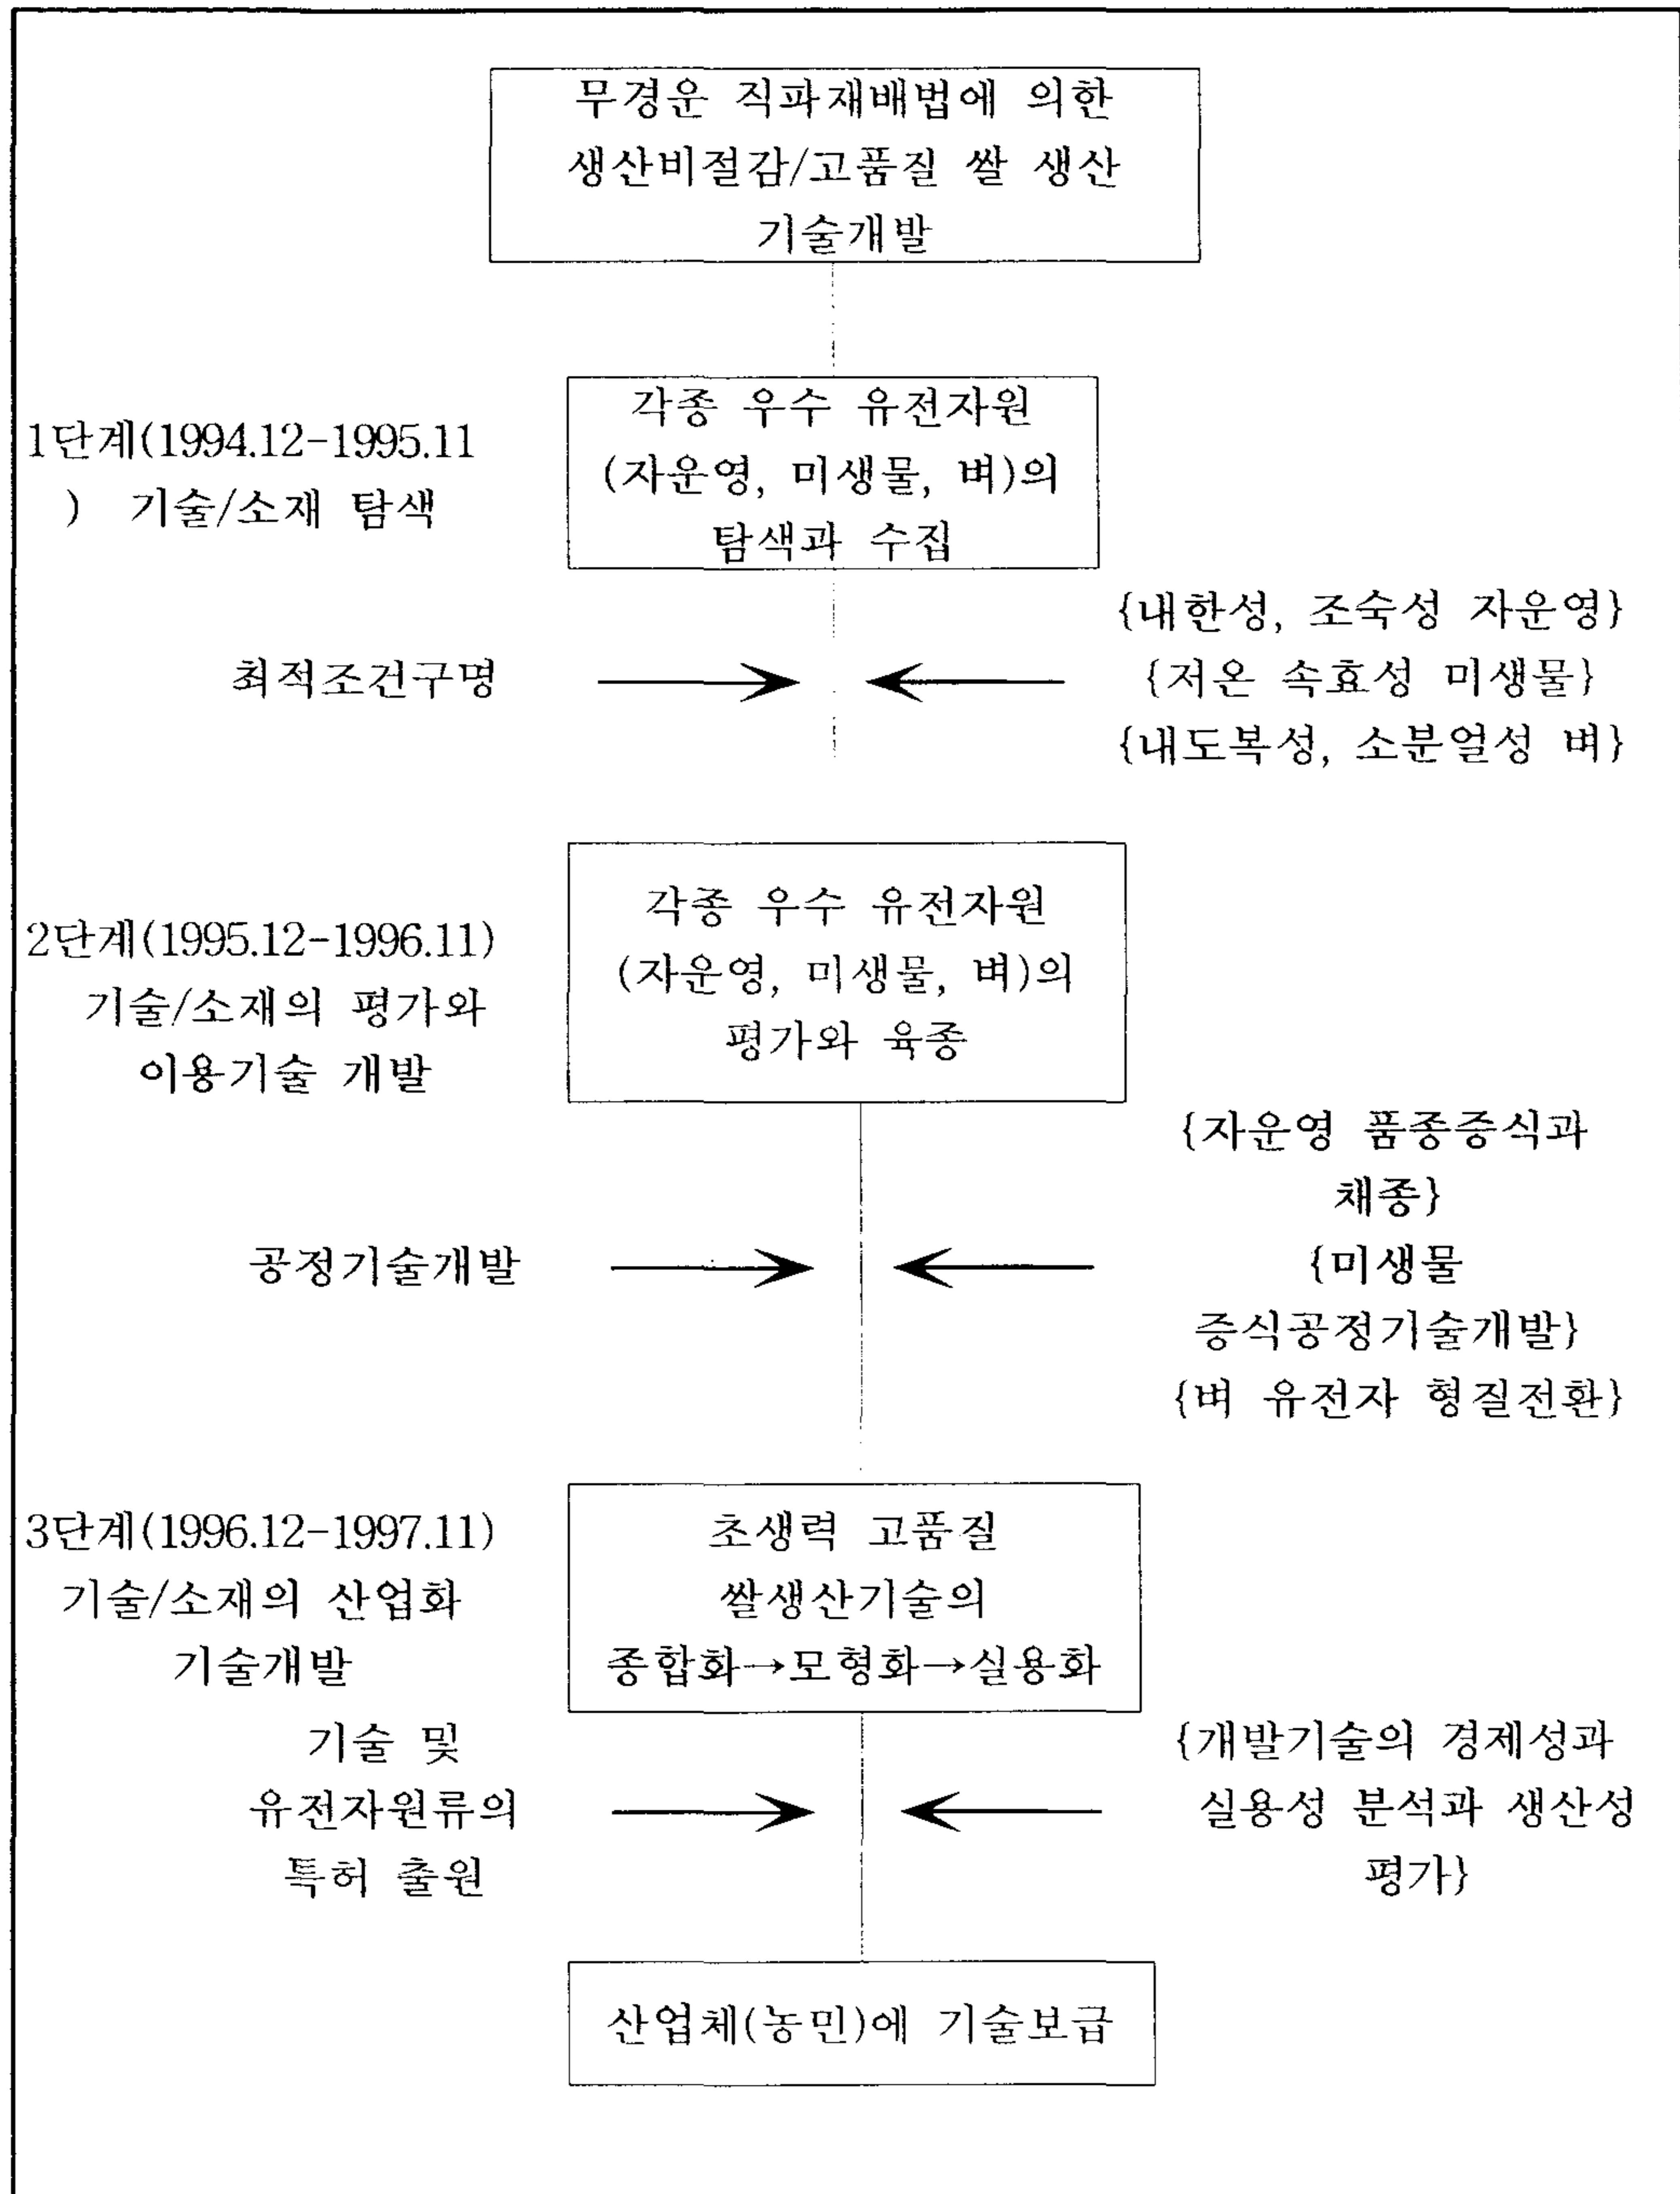 무경운 직파재배법에 의한
생산비절감/고품질 쌀 생산
기술개발
1단계(1994.12-1995.11
) 기술/소재 탐색
각종 우수 유전자원
(자운영, 미생물, 벼)의
탐색과 수집
최적조건구명
{내한성, 조숙성 자운영}
{저온 속효성 미생물}
{내도복성, 소분얼성 벼}
2단계(1995.12-1996.11)
기술/소재의 평가와
이용기술 개발
각종 우수 유전자원
(자운영, 미생물, 벼)의
평가와 육종
공정기술개발
{자운영 품종증식과
채종}
{미생물
증식공정기술개발}
{벼 유전자 형질전환}
3단계(1996.12-1997.11)
기술/소재의 산업화
기술개발
초생력 고품질
쌀생산기술의
종합화→모형화→실용화
기술 및
유전자원류의
특허 출원
{개발기술의 경제성과
실용성 분석과 생산성
평가}
산업체(농민)에 기술보급